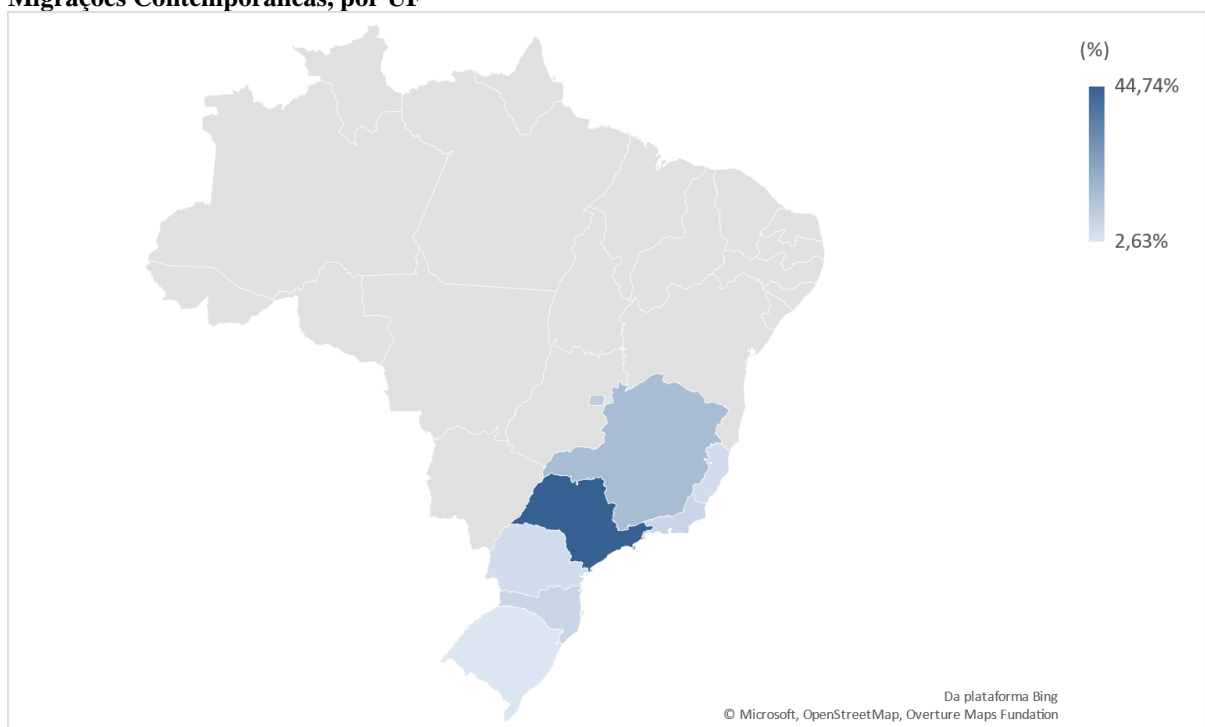 Migrações Contemporâneas, por UF
(%)
44,74%
2,63%
Da plataforma Bing
© Microsoft, OpenStreetMap, Overture Maps Fundation